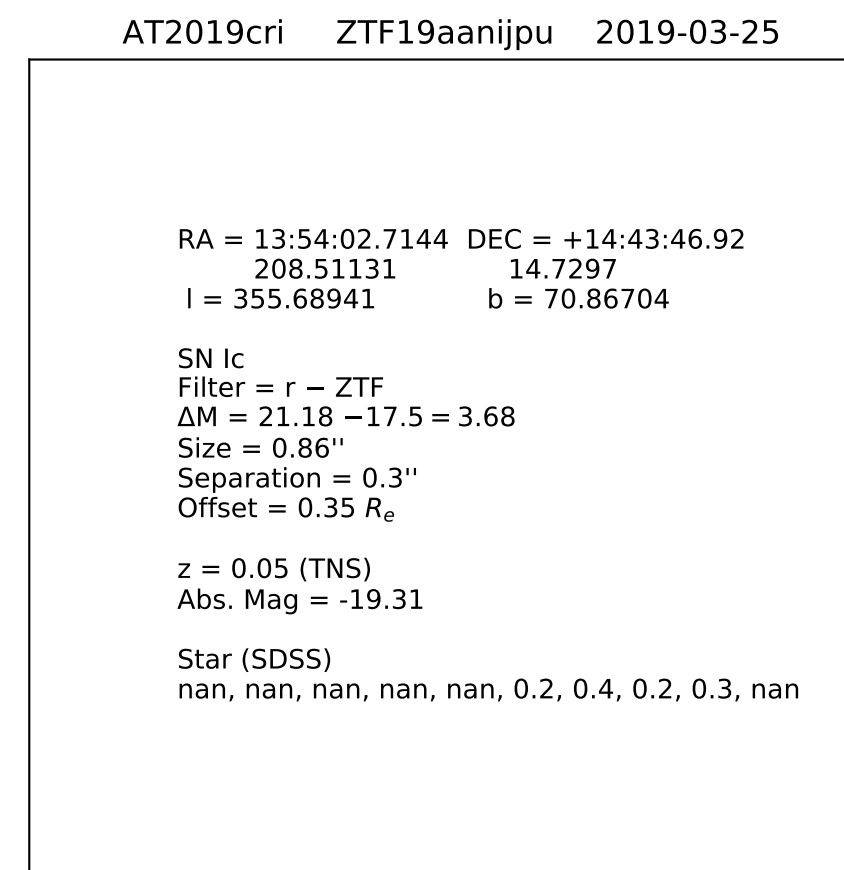 AT2019cri ZTF19aanijpu 2019-03-25
RA = 13:54:02.7144 DEC = +14:43:46.92
208.51131 14.7297
l = 355.68941 b = 70.86704
SN Ic
Filter = r − ZTF
ΔM = 21.18 −17.5 = 3.68
Size = 0.86''
Separation = 0.3''
Offset = 0.35 Re
z = 0.05 (TNS)
Abs. Mag = -19.31
Star (SDSS)
nan, nan, nan, nan, nan, 0.2, 0.4, 0.2, 0.3, nan